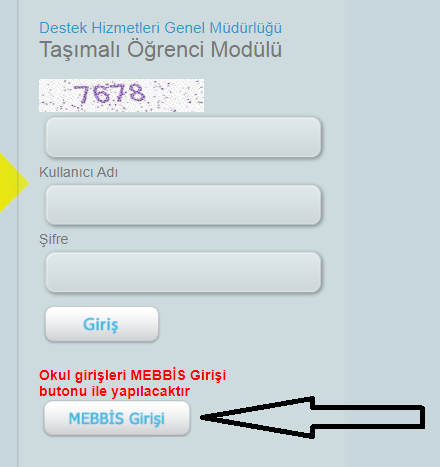 Destek Hizmetleri Genel Müdürlüğü
Taşımalı Öğrenci Modülü
7678
Kullanıcı Adı
Şifre
Giriş
Okul girişleri MEBBİS Girişi
butonu ile yapılacaktır
MEBBİS Girişi